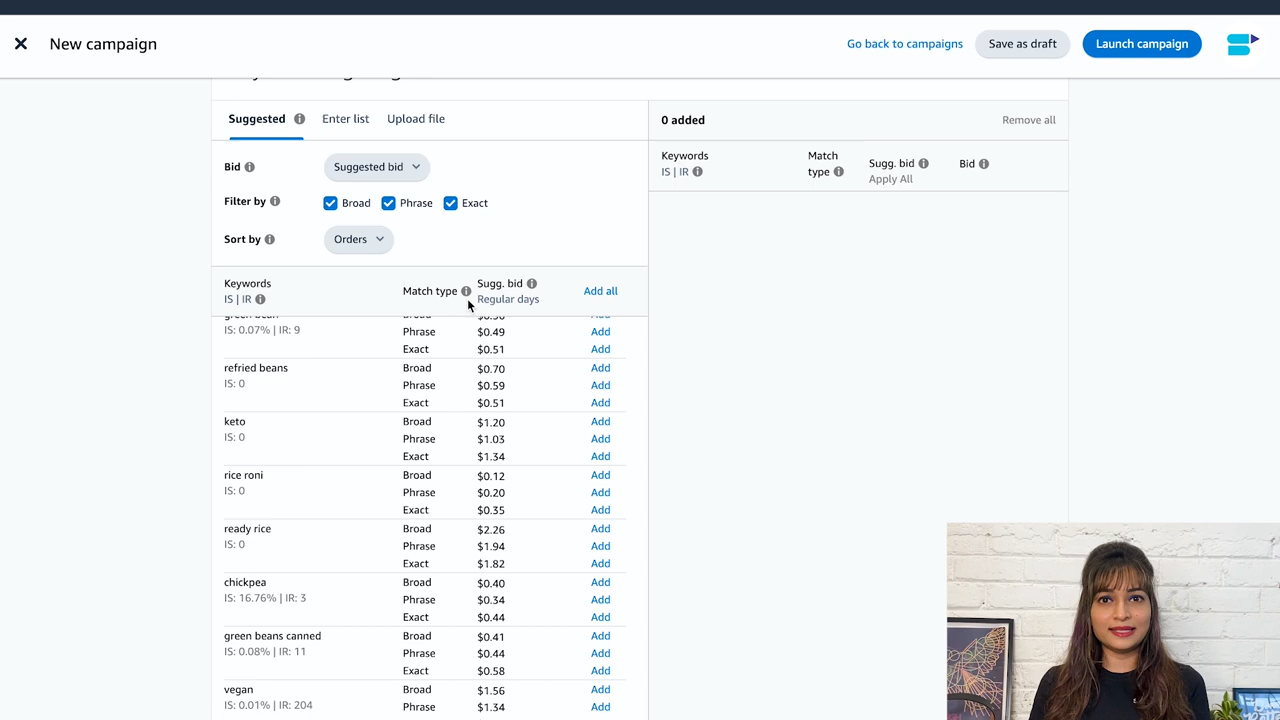 New campaign
Go back to campaigns
Save as draft
Launch campaign
Suggested
Enter list
Upload file
Bid
Suggested bid
Filter by
Broad
Phrase
Exact
Sort by
Orders
Keywords
IS | IR
Match type
Sugg. bid
Regular days
Add all
IS: 0.07% | IR: 9
Phrase $0.49 Add
Exact $0.51 Add
refried beans Broad $0.70 Add
IS: 0 Phrase $0.59 Add
Exact $0.51 Add
keto Broad $1.20 Add
IS: 0 Phrase $1.03 Add
Exact $1.34 Add
rice roni Broad $0.12 Add
IS: 0 Phrase $0.20 Add
Exact $0.35 Add
ready rice Broad $2.26 Add
IS: 0 Phrase $1.94 Add
Exact $1.82 Add
chickpea Broad $0.40 Add
IS: 16.76% | IR: 3 Phrase $0.34 Add
Exact $0.44 Add
green beans canned Broad $0.41 Add
IS: 0.08% | IR: 11 Phrase $0.44 Add
Exact $0.58 Add
vegan Broad $1.56 Add
IS: 0.01% | IR: 204 Phrase $1.34 Add
0 added
Remove all
Keywords
IS | IR
Match
type
Sugg. bid
Apply All
Bid